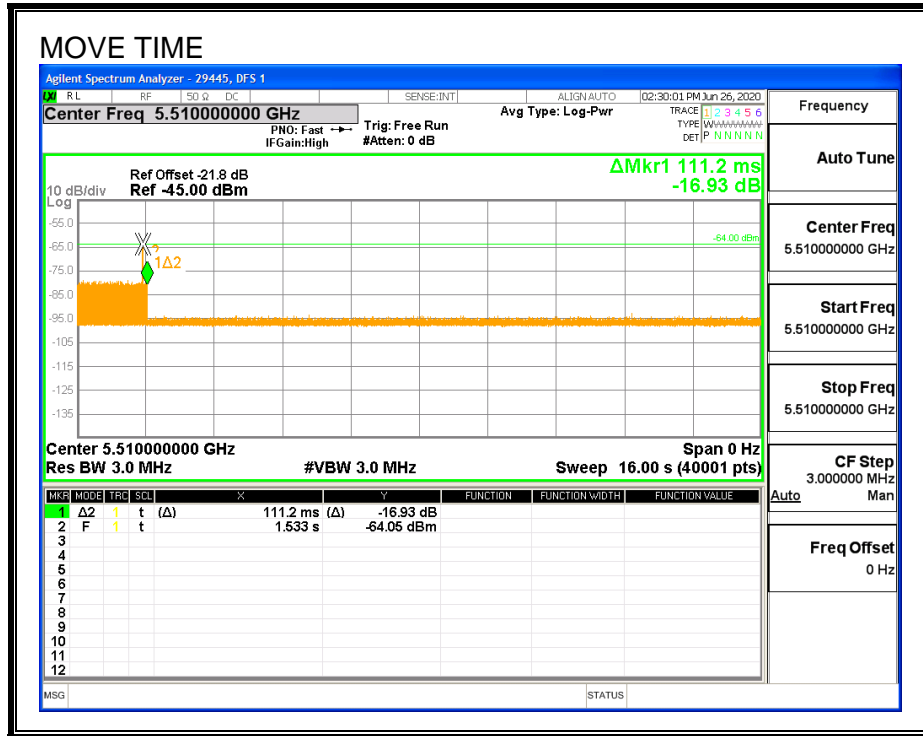 MOVE TIME
Agilent Spectrum Analyzer - 29445, DFS 1
LXI RL RF 50 Ω DC SENSE:INT ALIGN AUTO 02:30:01 PM Jun 26, 2020
Center Freq 5.510000000 GHz
PNO: Fast
IFGain:High
Trig: Free Run
#Atten: 0 dB
Avg Type: Log-Pwr
TRACE 1 2 3 4 5 6
TYPE WWWWWW
DET P N N N N N
ΔMkr1 111.2 ms
-16.93 dB
Ref Offset -21.8 dB
10 dB/div Ref -45.00 dBm
Log
-55.0
-65.0
-75.0
-85.0
-95.0
-105
-115
-125
-135
-64.00 dBm
2
1Δ2
Center 5.510000000 GHz Span 0 Hz
Res BW 3.0 MHz #VBW 3.0 MHz Sweep 16.00 s (40001 pts)
MKR MODE TRC SCL X Y FUNCTION FUNCTION WIDTH FUNCTION VALUE
1 Δ2 1 t (Δ) 111.2 ms (Δ) -16.93 dB
2 F 1 t 1.533 s -64.05 dBm
3
4
5
6
7
8
9
10
11
12
MSG STATUS
Frequency
Auto Tune
Center Freq
5.510000000 GHz
Start Freq
5.510000000 GHz
Stop Freq
5.510000000 GHz
CF Step
3.000000 MHz
Auto Man
Freq Offset
0 Hz